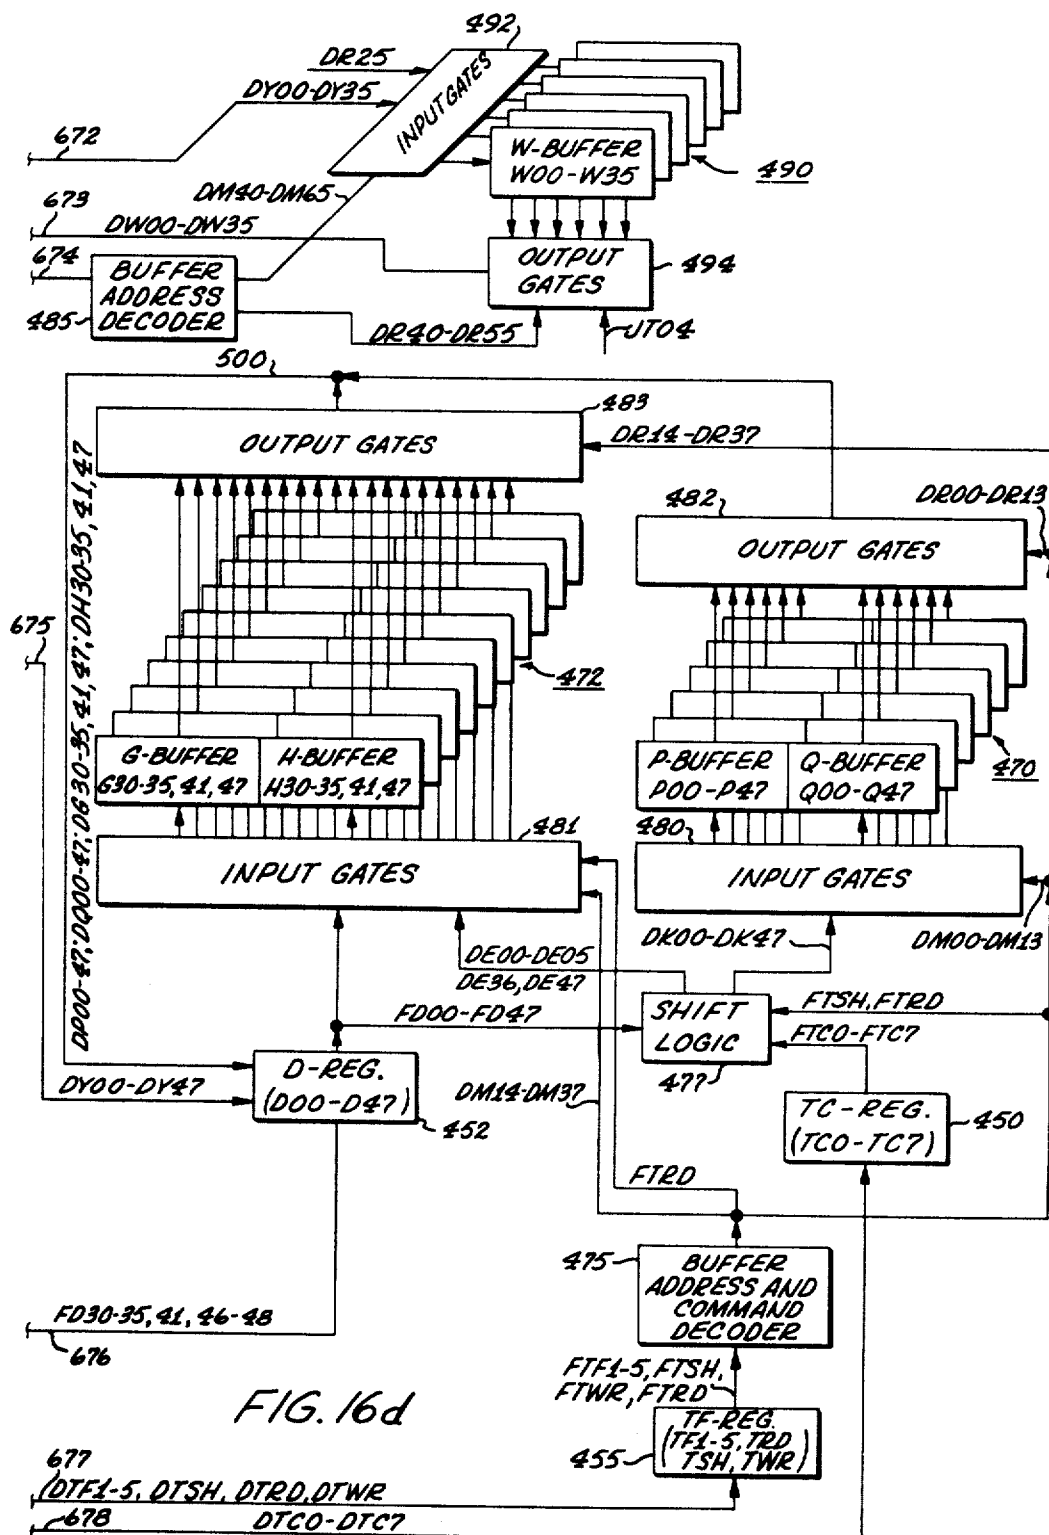 492
DR25
DY00-DY35
INPUT GATES
672
W-BUFFER
W00-W35
490
DM40-DM65
673
DW00-DW35
OUTPUT
GATES
494
674
BUFFER
ADDRESS
DECODER
485
DR40-DR55
JT04
500
483
OUTPUT GATES
DR14-DR37
DR00-DR13
482
OUTPUT GATES
DP00-47;DQ00-47;DG30-35,41,47;DH30-35,41,47
675
472
470
G-BUFFER
G30-35,41,47
H-BUFFER
H30-35,41,47
P-BUFFER
P00-P47
Q-BUFFER
Q00-Q47
481
INPUT GATES
480
INPUT GATES
DK00-DK47
DM00-DM13
DE00-DE05
DE36,DE47
FD00-FD47
SHIFT
LOGIC
477
FTSH,FTRD
FTC0-FTC7
DY00-DY47
D-REG.
(D00-D47)
452
DM14-DM37
TC-REG.
(TC0-TC7)
450
FTRD
475
BUFFER
ADDRESS AND
COMMAND
DECODER
FD30-35,41,46-48
676
FTF1-5,FTSH,
FTWR,FTRD
FIG. 16d
455
TF-REG.
(TF1-5,TRD
TSH,TWR)
677
DTF1-5, DTSH, DTRD,DTWR
678
DTC0-DTC7